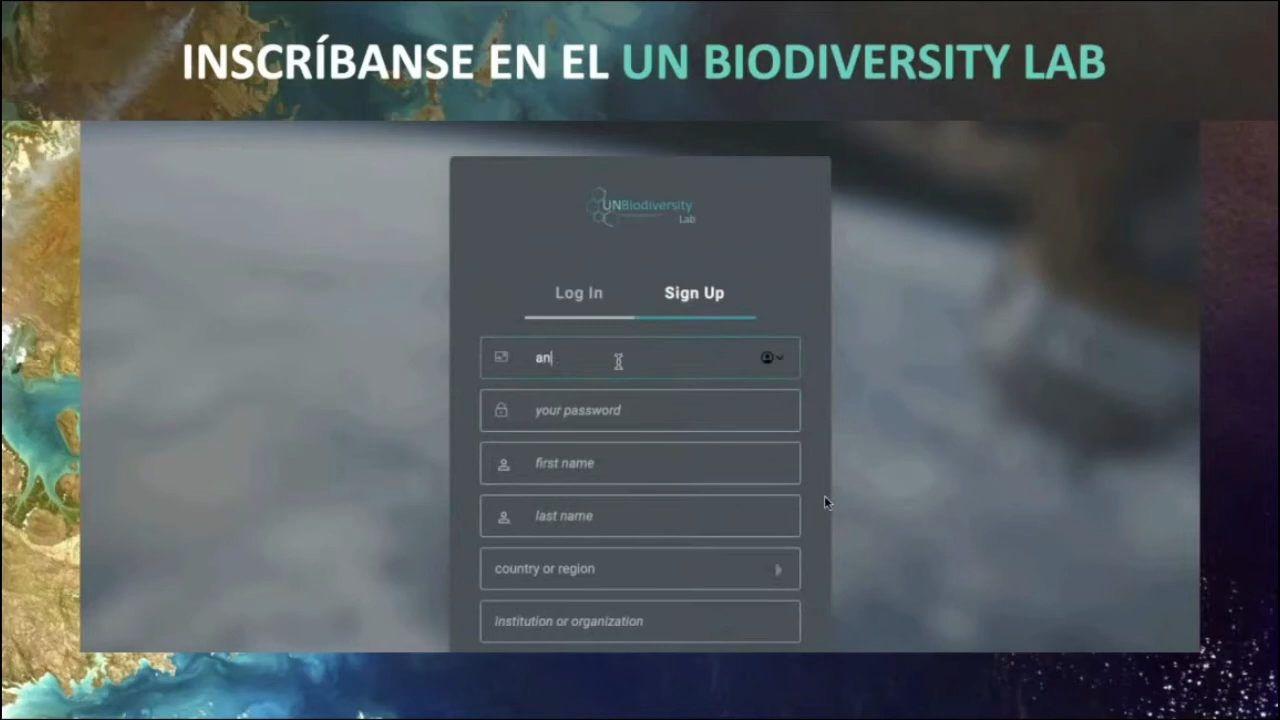 INSCRÍBANSE EN EL UN BIODIVERSITY LAB
UNBiodiversity
Lab
Log In Sign Up
an
your password
first name
last name
country or region
Institution or organization